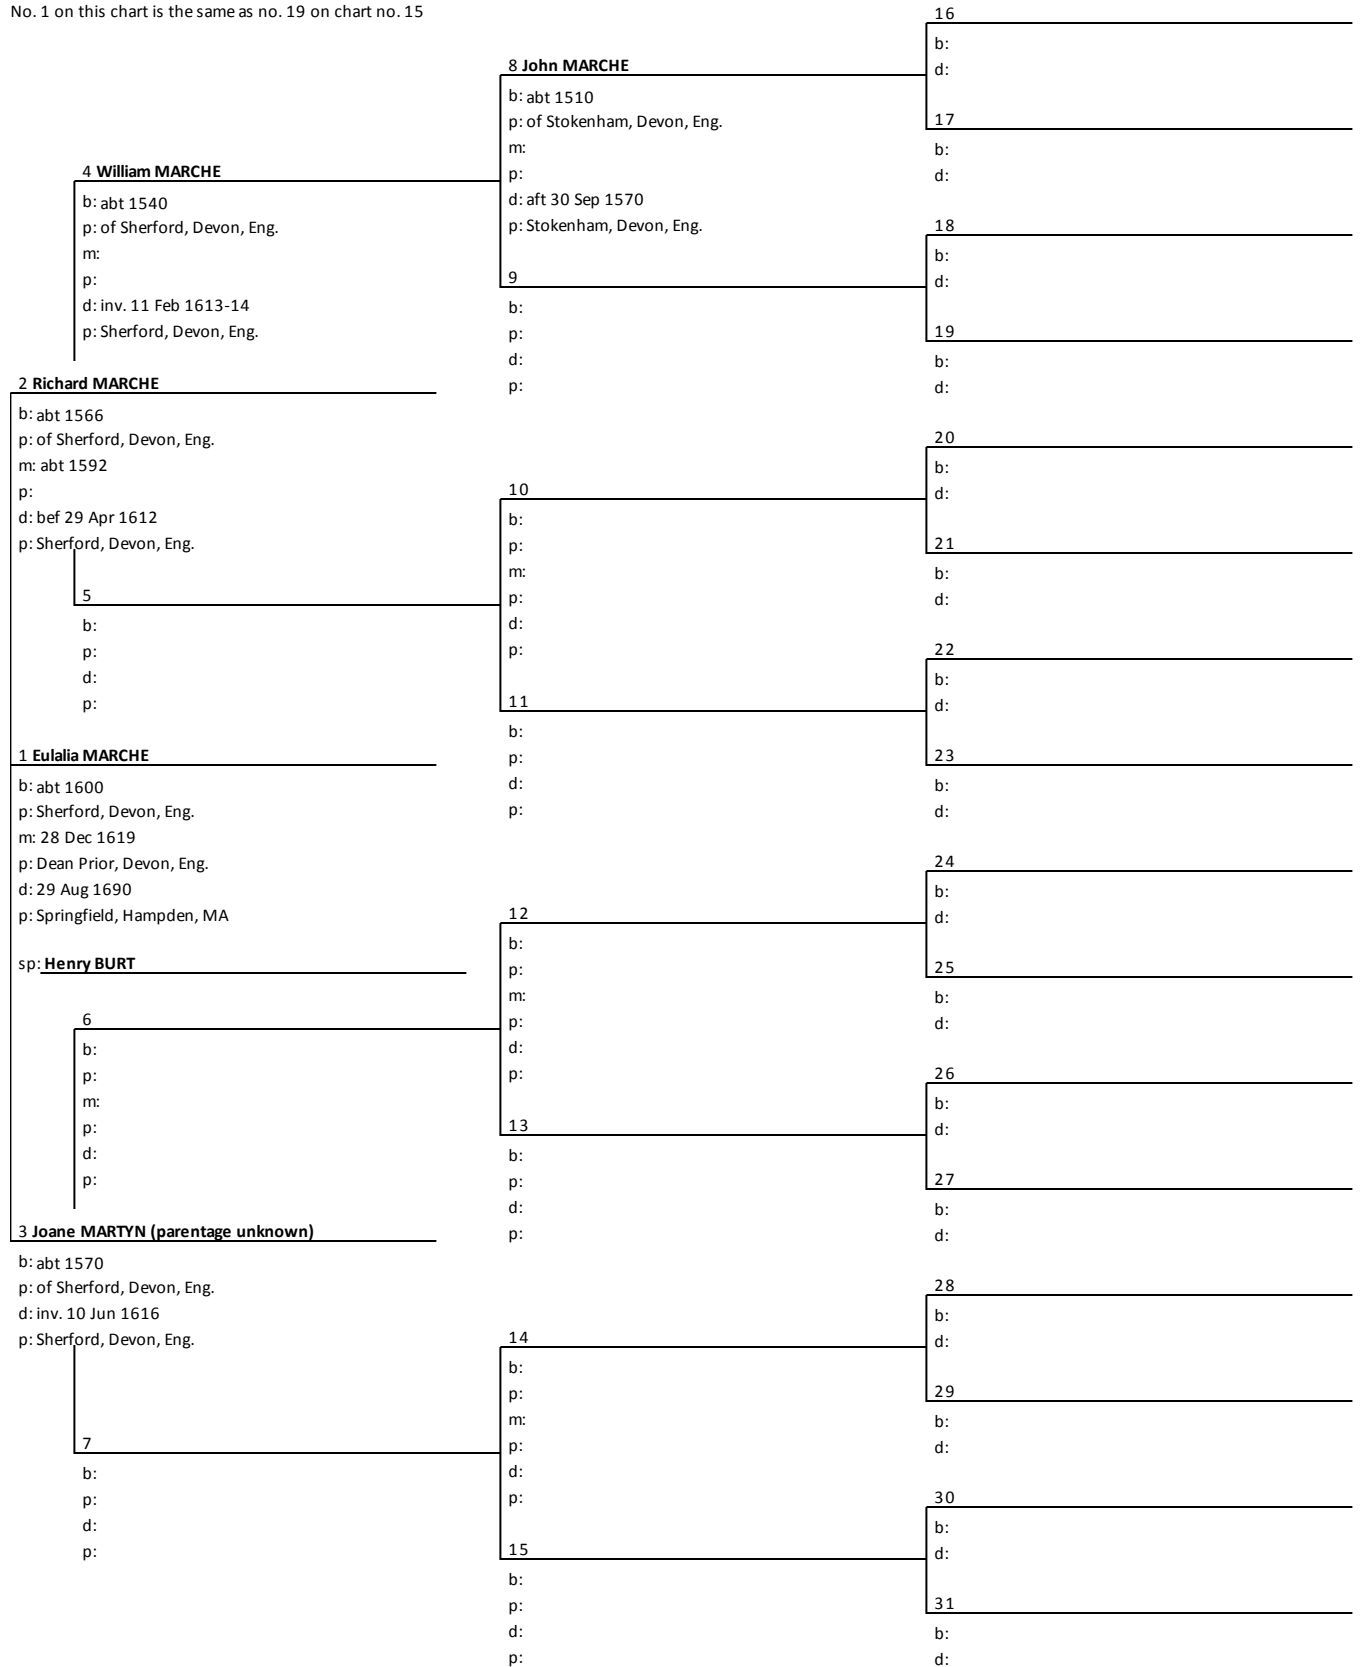 No. 1 on this chart is the same as no. 19 on chart no. 15
16
b:
d:
8 John MARCHE
b: abt 1510
p: of Stokenham, Devon, Eng.
m:
p:
d: aft 30 Sep 1570
p: Stokenham, Devon, Eng.
17
b:
d:
4 William MARCHE
b: abt 1540
p: of Sherford, Devon, Eng.
m:
p:
d: inv. 11 Feb 1613-14
p: Sherford, Devon, Eng.
18
b:
d:
9
b:
p:
d:
p:
19
b:
d:
2 Richard MARCHE
b: abt 1566
p: of Sherford, Devon, Eng.
m: abt 1592
p:
d: bef 29 Apr 1612
p: Sherford, Devon, Eng.
20
b:
d:
10
b:
p:
m:
p:
d:
p:
21
b:
d:
5
b:
p:
d:
p:
22
b:
d:
11
b:
p:
d:
p:
23
b:
d:
1 Eulalia MARCHE
b: abt 1600
p: Sherford, Devon, Eng.
m: 28 Dec 1619
p: Dean Prior, Devon, Eng.
d: 29 Aug 1690
p: Springfield, Hampden, MA
sp: Henry BURT
24
b:
d:
12
b:
p:
m:
p:
d:
p:
25
b:
d:
6
b:
p:
m:
p:
d:
p:
26
b:
d:
13
b:
p:
d:
p:
27
b:
d:
3 Joane MARTYN (parentage unknown)
b: abt 1570
p: of Sherford, Devon, Eng.
d: inv. 10 Jun 1616
p: Sherford, Devon, Eng.
28
b:
d:
14
b:
p:
m:
p:
d:
p:
29
b:
d:
7
b:
p:
d:
p:
30
b:
d:
15
b:
p:
d:
p:
31
b:
d: